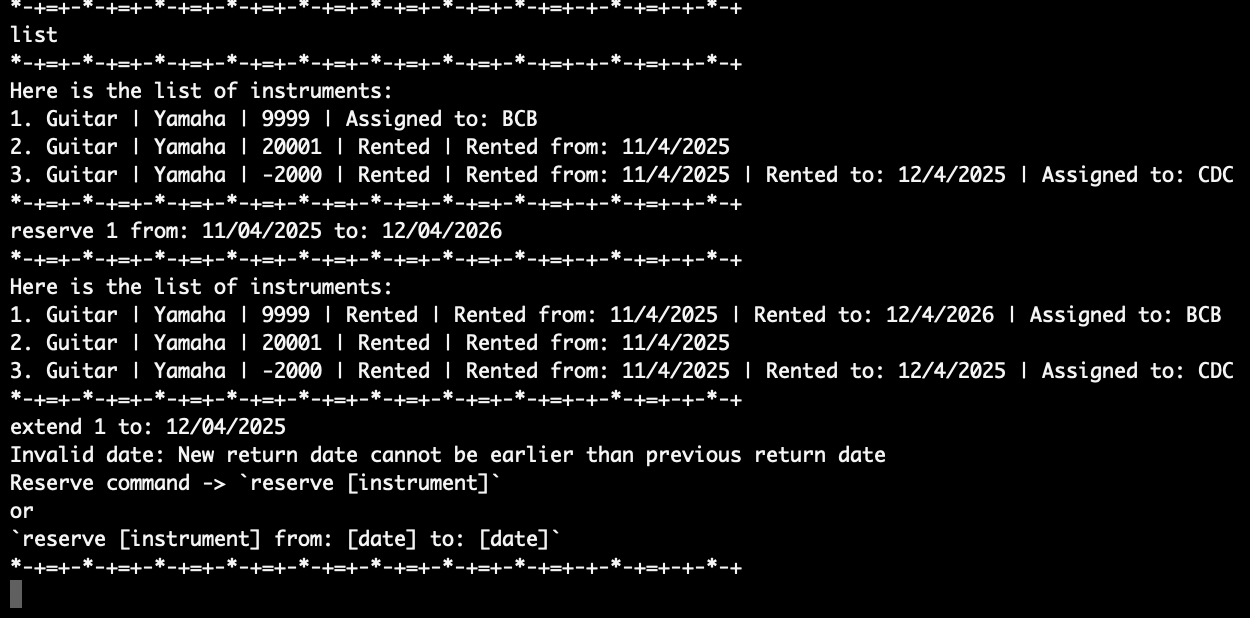 *-+=+-*-+=+-*-+=+-*-+=+-*-+=+-*-+=+-*-+=+-*-+=+-*-+=+-+-*-+
list
*-+=+-*-+=+-*-+=+-*-+=+-*-+=+-*-+=+-*-+=+-*-+=+-*-+=+-+-*-+
Here is the list of instruments:
1. Guitar | Yamaha | 9999 | Assigned to: BCB
2. Guitar | Yamaha | 20001 | Rented | Rented from: 11/4/2025
3. Guitar | Yamaha | -2000 | Rented | Rented from: 11/4/2025 | Rented to: 12/4/2025 | Assigned to: CDC
*-+=+-*-+=+-*-+=+-*-+=+-*-+=+-*-+=+-*-+=+-*-+=+-*-+=+-+-*-+
reserve 1 from: 11/04/2025 to: 12/04/2026
*-+=+-*-+=+-*-+=+-*-+=+-*-+=+-*-+=+-*-+=+-*-+=+-*-+=+-+-*-+
Here is the list of instruments:
1. Guitar | Yamaha | 9999 | Rented | Rented from: 11/4/2025 | Rented to: 12/4/2026 | Assigned to: BCB
2. Guitar | Yamaha | 20001 | Rented | Rented from: 11/4/2025
3. Guitar | Yamaha | -2000 | Rented | Rented from: 11/4/2025 | Rented to: 12/4/2025 | Assigned to: CDC
*-+=+-*-+=+-*-+=+-*-+=+-*-+=+-*-+=+-*-+=+-*-+=+-*-+=+-+-*-+
extend 1 to: 12/04/2025
Invalid date: New return date cannot be earlier than previous return date
Reserve command -> `reserve [instrument]`
or
`reserve [instrument] from: [date] to: [date]`
*-+=+-*-+=+-*-+=+-*-+=+-*-+=+-*-+=+-*-+=+-*-+=+-*-+=+-+-*-+